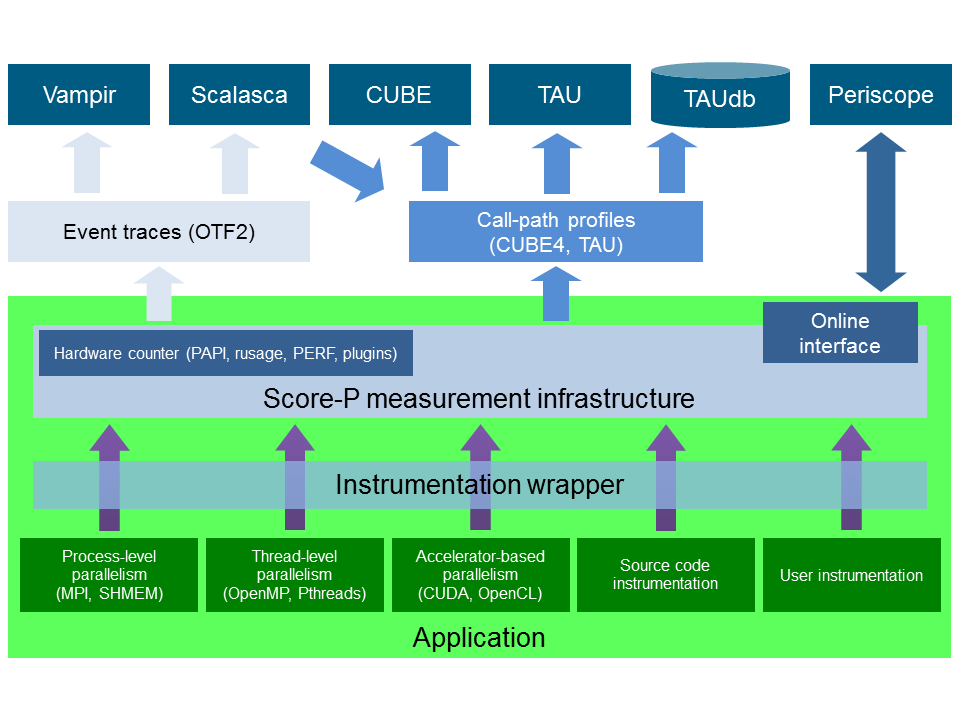 Vampir
Scalasca
CUBE
TAU
TAUdb
Periscope
Event traces (OTF2)
Call-path profiles
(CUBE4, TAU)
Online
interface
Hardware counter (PAPI, rusage, PERF, plugins)
Score-P measurement infrastructure
Instrumentation wrapper
Process-level
parallelism
(MPI, SHMEM)
Thread-level
parallelism
(OpenMP, Pthreads)
Accelerator-based
parallelism
(CUDA, OpenCL)
Source code
instrumentation
User instrumentation
Application